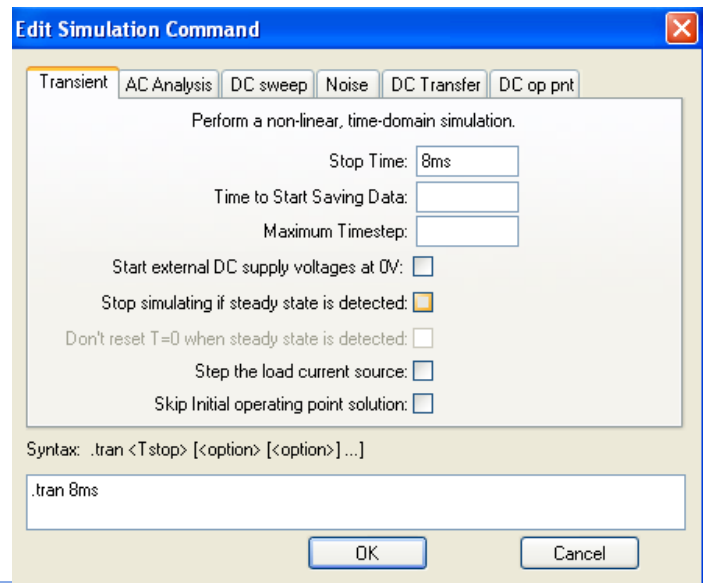 Edit Simulation Command
Transient AC Analysis DC sweep Noise DC Transfer DC op pnt
Perform a non-linear, time-domain simulation.
Stop Time: 8ms
Time to Start Saving Data:
Maximum Timestep:
Start external DC supply voltages at 0V:
Stop simulating if steady state is detected:
Don't reset T=0 when steady state is detected:
Step the load current source:
Skip Initial operating point solution:
Syntax: .tran <Tstop> [<option> [<option>] ...]
.tran 8ms
OK Cancel